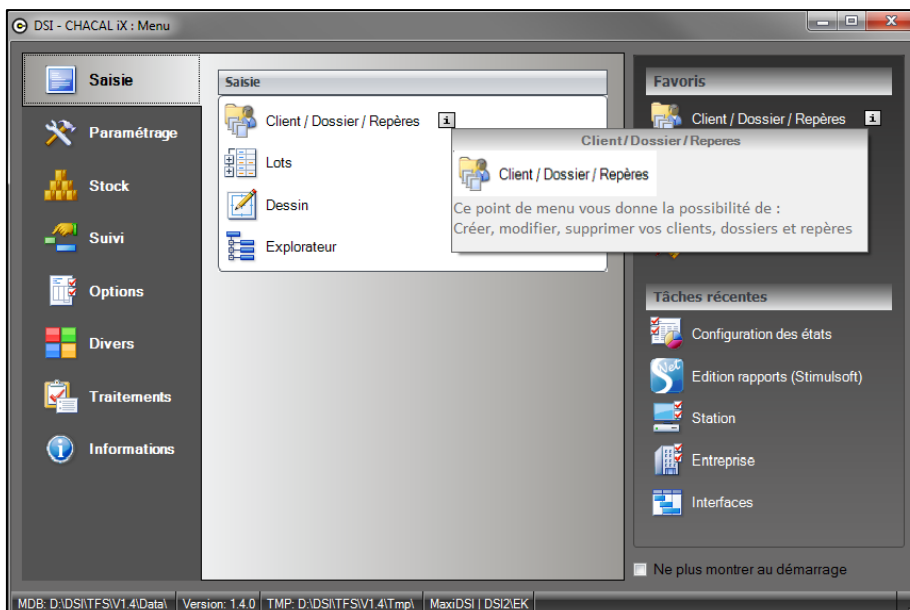 DSI - CHACAL iX : Menu
Saisie
Paramétrage
Stock
Suivi
Options
Divers
Traitements
Informations
Saisie
Client / Dossier / Repères
Lots
Dessin
Explorateur
Favoris
Client / Dossier / Repères
Client/Dossier/Reperes
Client / Dossier / Repères
Ce point de menu vous donne la possibilité de :
Créer, modifier, supprimer vos clients, dossiers et repères
Tâches récentes
Configuration des états
Edition rapports (Stimulsoft)
Station
Entreprise
Interfaces
Ne plus montrer au démarrage
MDB: D:\DSI\TFS\V1.4\Data\ Version: 1.4.0 TMP: D:\DSI\TFS\V1.4\Tmp\ MaxiDSI | DSI2\EK